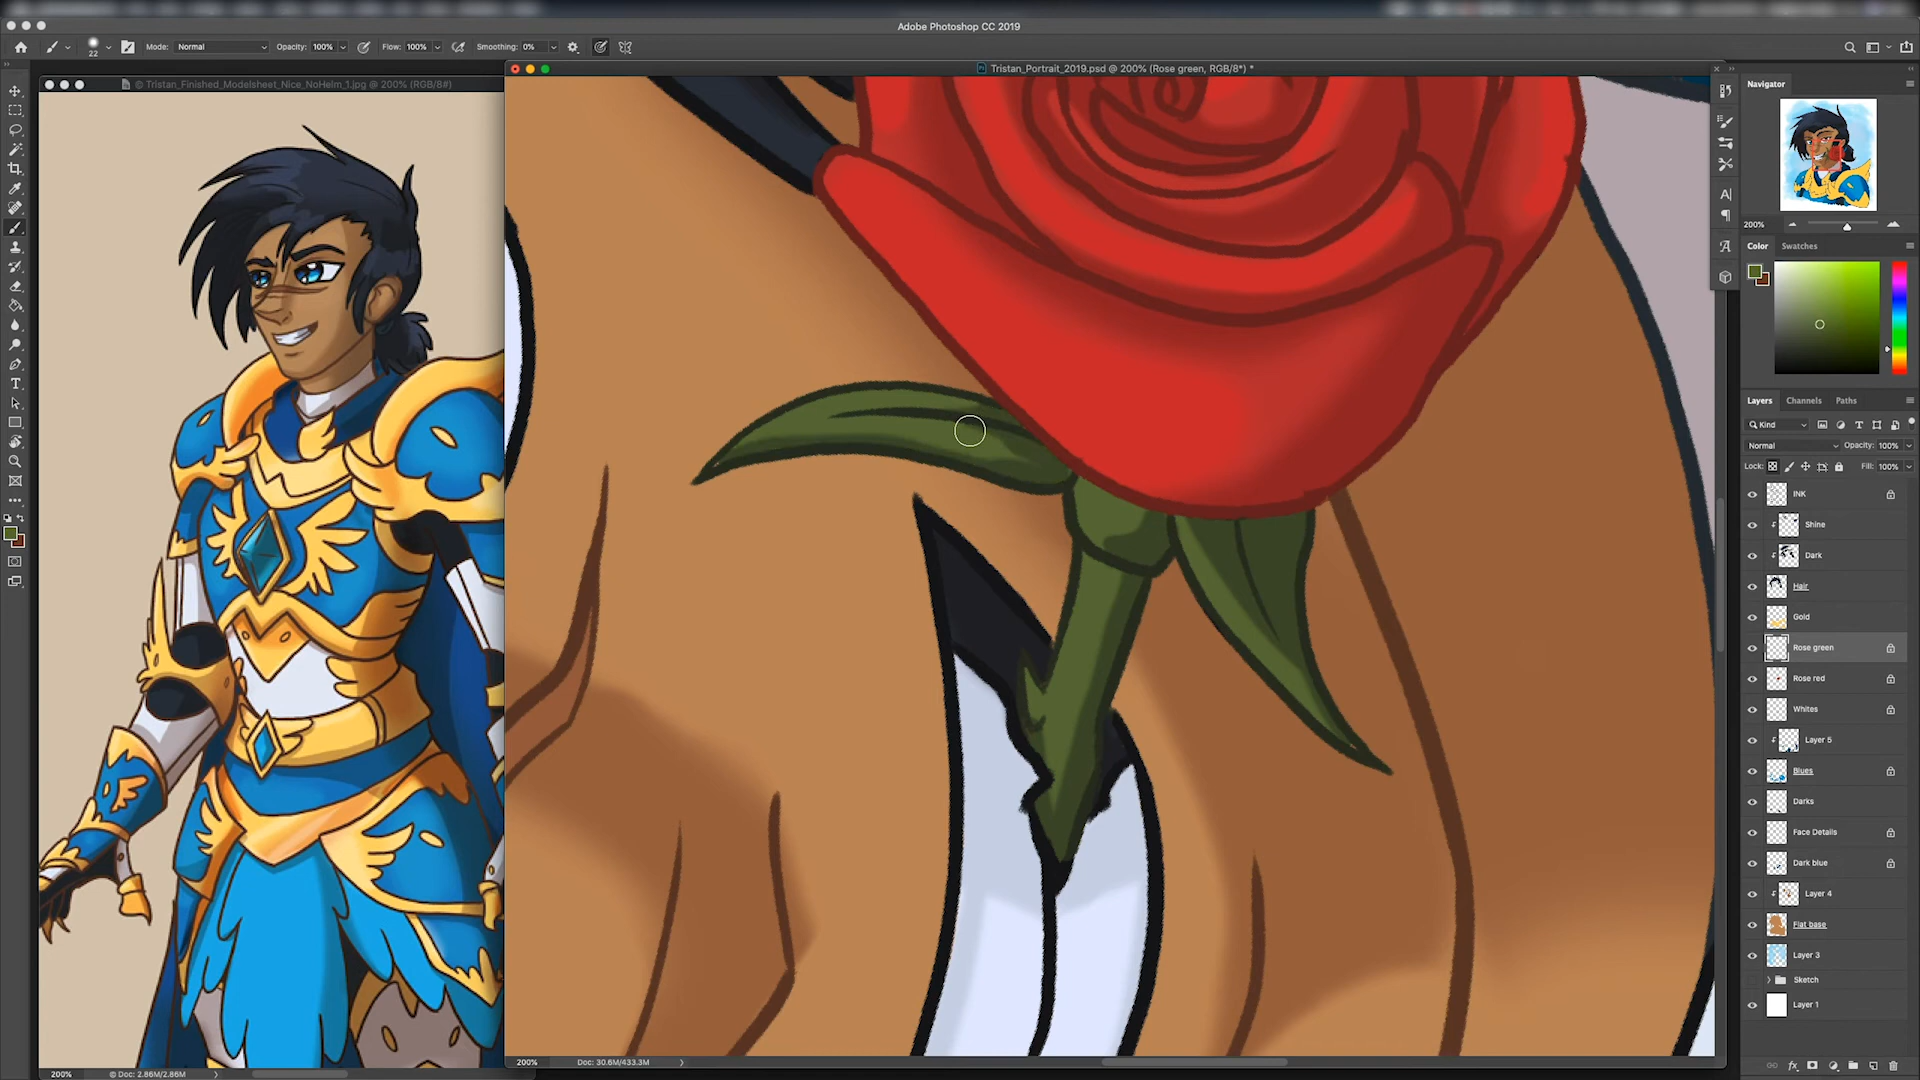 Adobe Photoshop CC 2019
22
Mode: Normal
Opacity: 100%
Flow: 100%
Smoothing: 0%
© Tristan_Finished_Modelsheet_Nice_NoHelm_1.jpg @ 200% (RGB/8#)
Tristan_Portrait_2019.psd @ 200% (Rose green, RGB/8*) *
Navigator
200%
Color
Swatches
Layers
Channels
Paths
Kind
Normal
Opacity: 100%
Lock:
Fill: 100%
INK
Shine
Dark
Hair
Gold
Rose green
Rose red
Whites
Layer 5
Blues
Darks
Face Details
Dark blue
Layer 4
Flat base
Layer 3
Sketch
Layer 1
200%
Doc: 30.6M/433.3M
200%
© Doc: 2.86M/2.86M